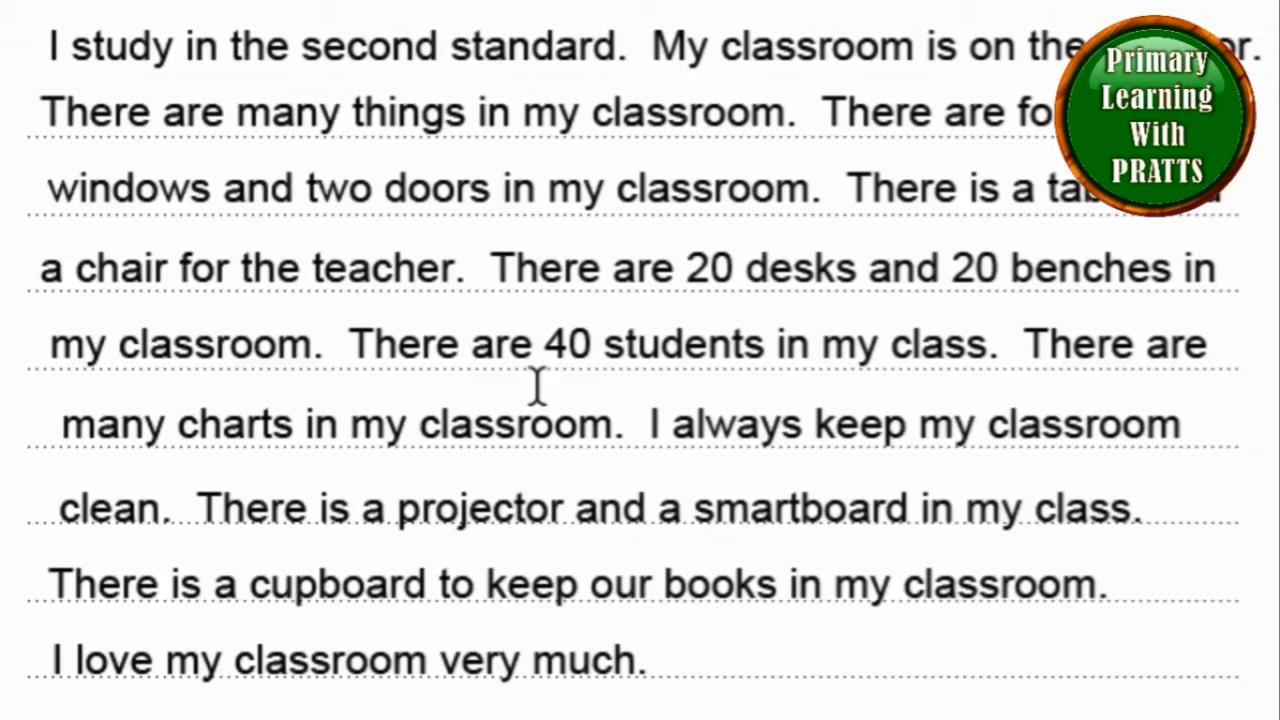 I study in the second standard.  My classroom is on the
There are many things in my classroom.  There are
windows and two doors in my classroom.  There is a
a chair for the teacher.  There are 20 desks and 20 benches in
my classroom.  There are 40 students in my class.  There are
many charts in my classroom.  I always keep my classroom
clean.  There is a projector and a smartboard in my class.
There is a cupboard to keep our books in my classroom.
I love my classroom very much.
Primary
Learning
With
PRATTS